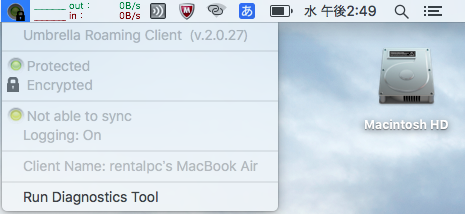 out : 0B/s
in : 0B/s
あ
水 午後2:49
Umbrella Roaming Client (v.2.0.27)
Protected
Encrypted
Not able to sync
Logging: On
Client Name: rentalpc's MacBook Air
Run Diagnostics Tool
Macintosh HD